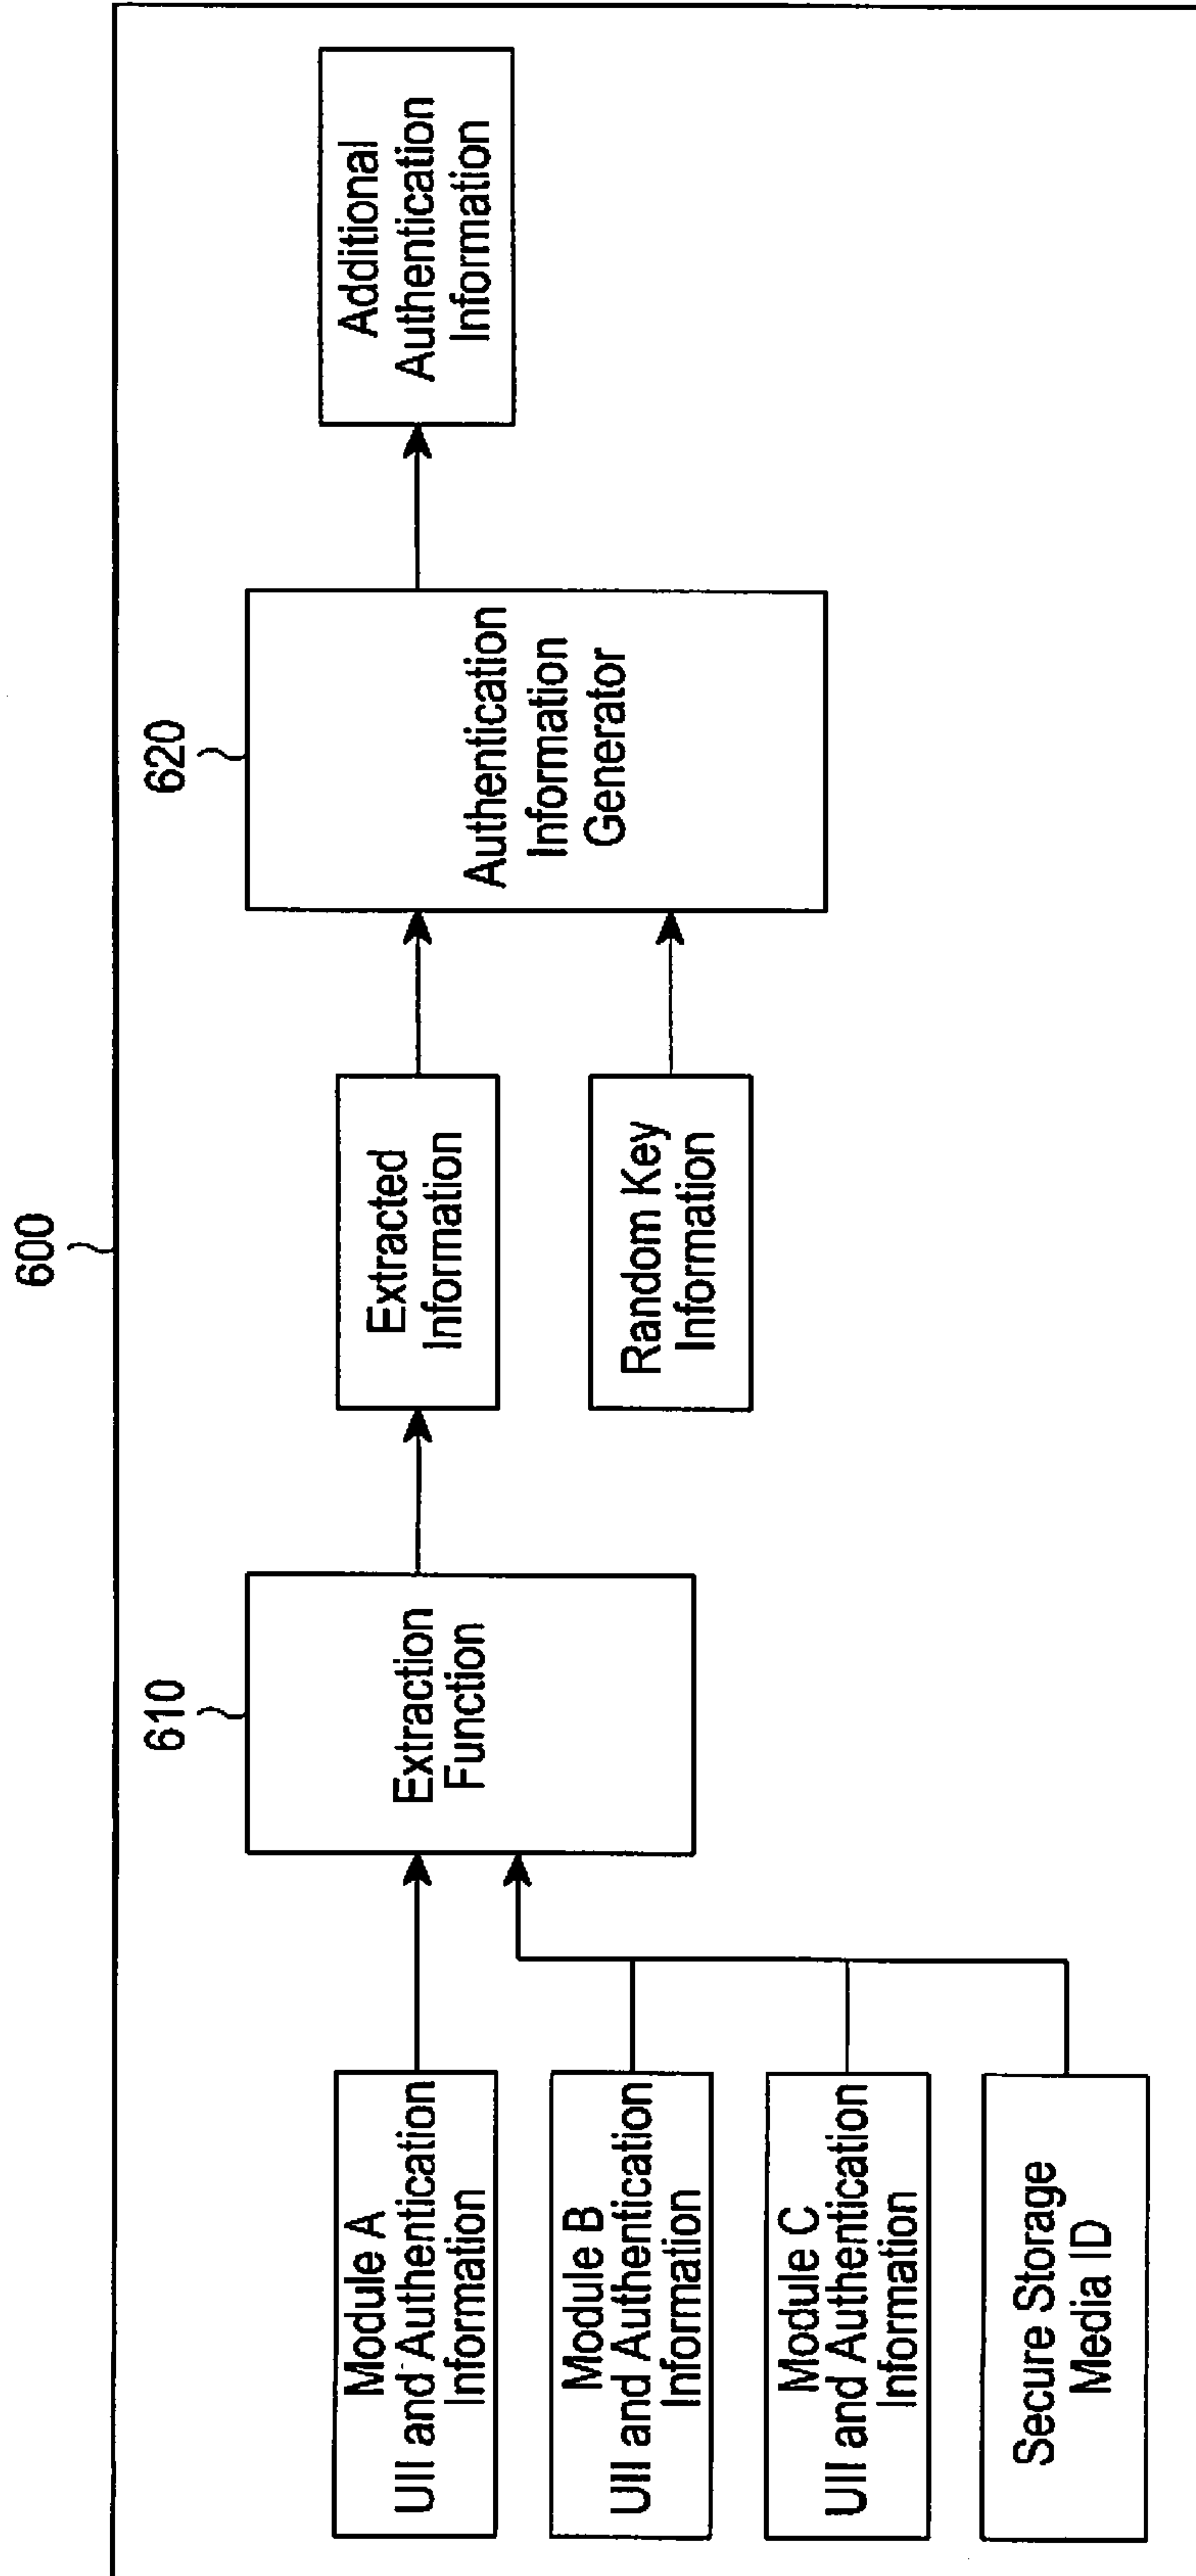 600
610
620
Module A
UII and Authentication
Information
Module B
UII and Authentication
Information
Module C
UII and Authentication
Information
Secure Storage
Media ID
Extraction
Function
Extracted
Information
Random Key
Information
Authentication
Information
Generator
Additional
Authentication
Information